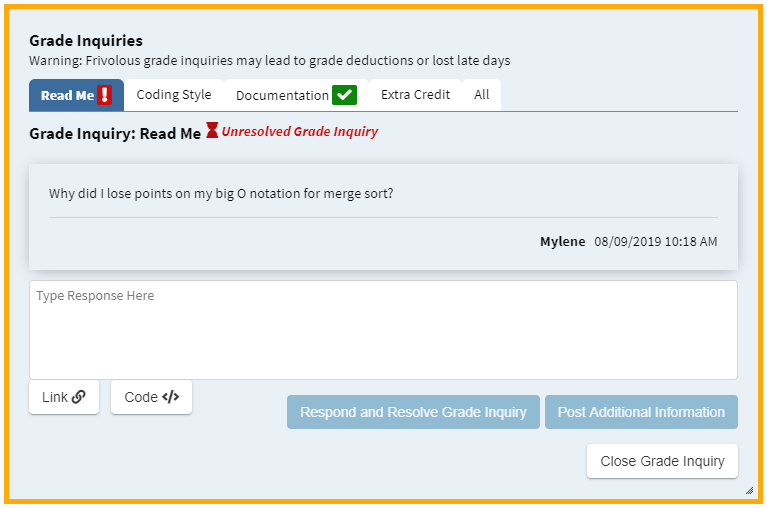 Grade Inquiries
Warning: Frivolous grade inquiries may lead to grade deductions or lost late days
Read Me Coding Style Documentation Extra Credit All
Grade Inquiry: Read Me Unresolved Grade Inquiry
Why did I lose points on my big O notation for merge sort?
Mylene 08/09/2019 10:18 AM
Type Response Here
Link Code </>
Respond and Resolve Grade Inquiry Post Additional Information
Close Grade Inquiry